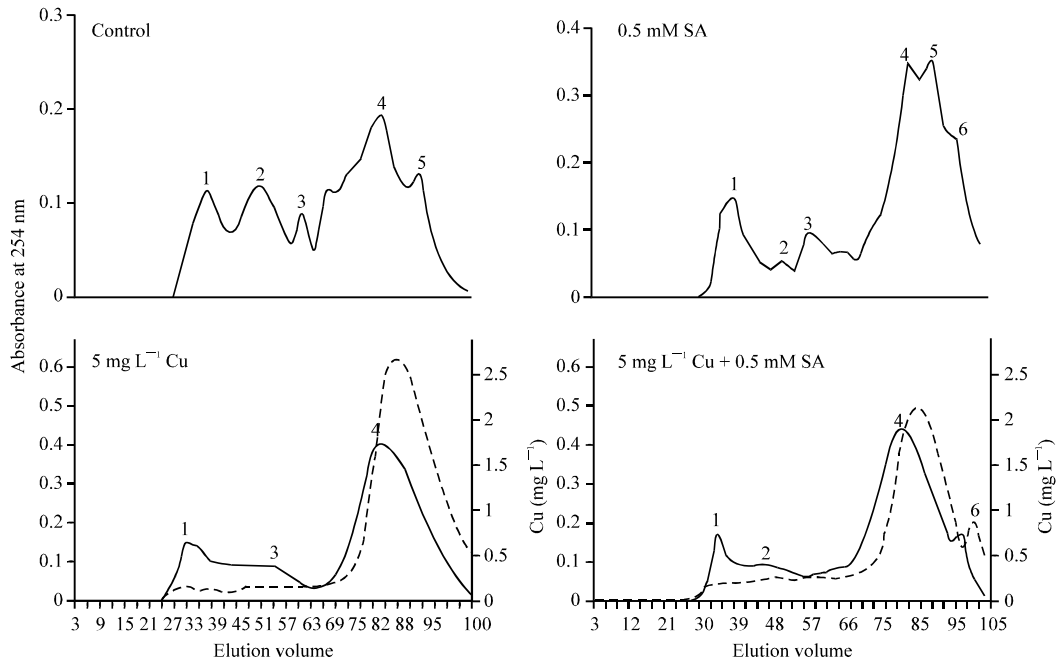 Control
0.3
0.2
0.1
0
1 2 3 4 5
0.5 mM SA
0.4
0.3
0.2
0.1
0
1 2 3 4 5 6
Absorbance at 254 nm
5 mg L⁻¹ Cu
0.6
0.5
0.4
0.3
0.2
0.1
0
1 3 4
2.5
2
1.5
1
0.5
0
Cu (mg L⁻¹)
3 9 15 21 27 33 39 45 51 57 63 69 75 82 88 95 100
Elution volume
5 mg L⁻¹ Cu + 0.5 mM SA
0.6
0.5
0.4
0.3
0.2
0.1
0
1 2 4 6
2.5
2
1.5
1
0.5
0
Cu (mg L⁻¹)
3 12 21 30 39 48 57 66 75 85 95 105
Elution volume